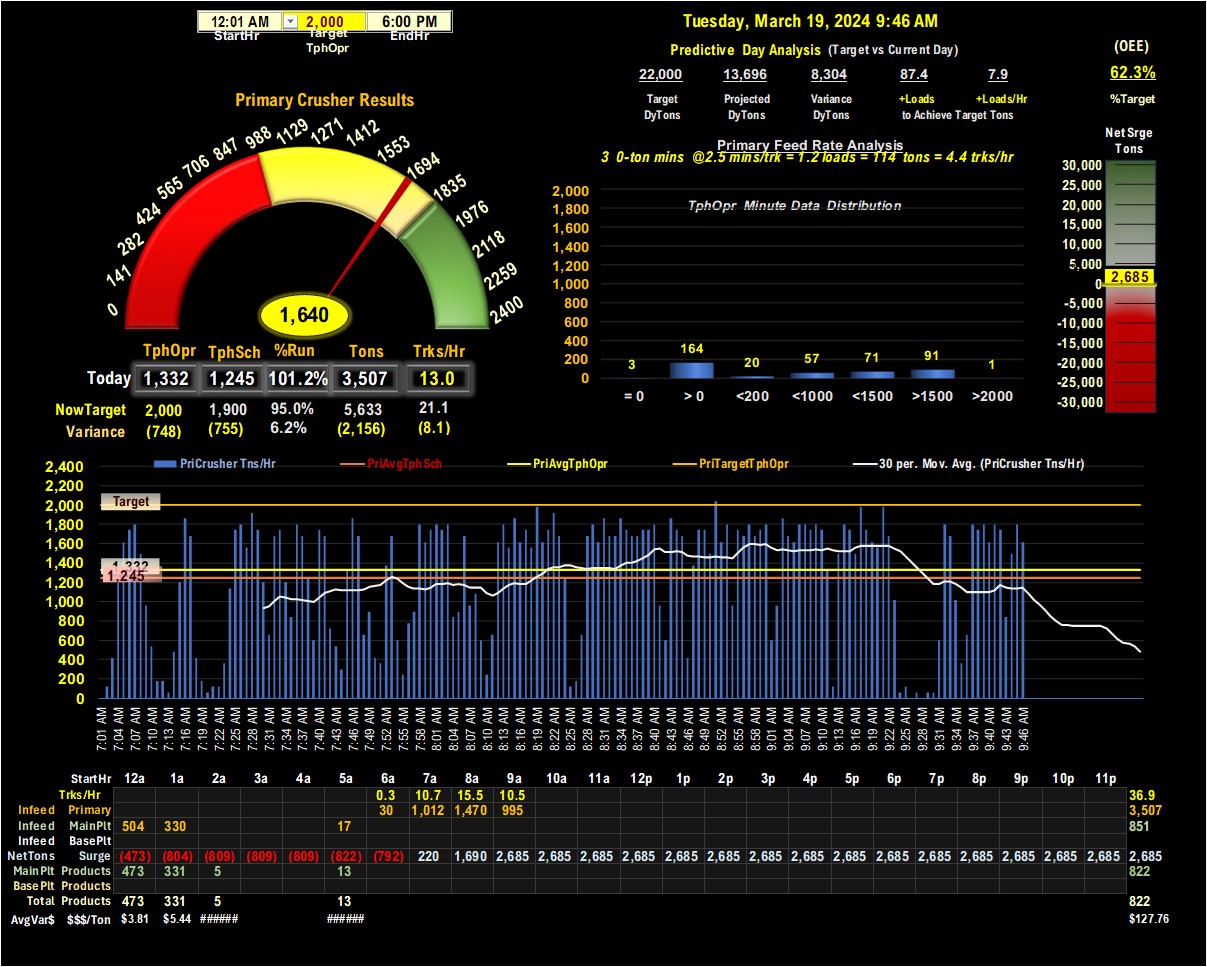 12:01 AM 2,000 6:00 PM
StartHr Target TphOpr EndHr
Tuesday, March 19, 2024 9:46 AM
Predictive Day Analysis (Target vs Current Day)
22,000 13,696 8,304 87.4 7.9
Target DyTons Projected DyTons Variance DyTons +Loads +Loads/Hr to Achieve Target Tons
(OEE)
62.3%
%Target
Primary Crusher Results
0 141 282 424 565 706 847 988 1129 1271 1412 1553 1694 1835 1976 2118 2259 2400
1,640
TphOpr TphSch %Run Tons Trks/Hr
Today 1,332 1,245 101.2% 3,507 13.0
NowTarget 2,000 1,900 95.0% 5,633 21.1
Variance (748) (755) 6.2% (2,156) (8.1)
Primary Feed Rate Analysis
3 0-ton mins @2.5 mins/trk = 1.2 loads = 114 tons = 4.4 trks/hr
TphOpr Minute Data Distribution
2,000
1,800
1,600
1,400
1,200
1,000
800
600
400
200
0
3 164 20 57 71 91 1
= 0 > 0 <200 <1000 <1500 >1500 >2000
Net Srge Tons
30,000
25,000
20,000
15,000
10,000
5,000
0
2,685
-5,000
-10,000
-15,000
-20,000
-25,000
-30,000
PriCrusher Tns/Hr PriAvgTphSch PriAvgTphOpr PriTargetTphOpr 30 per. Mov. Avg. (PriCrusher Tns/Hr)
2,400
2,200
2,000
1,800
1,600
1,400
1,200
1,000
800
600
400
200
0
Target
1,332
1,245
7:01 AM 7:04 AM 7:07 AM 7:10 AM 7:13 AM 7:16 AM 7:19 AM 7:22 AM 7:25 AM 7:28 AM 7:31 AM 7:34 AM 7:37 AM 7:40 AM 7:43 AM 7:46 AM 7:49 AM 7:52 AM 7:55 AM 7:58 AM 8:01 AM 8:04 AM 8:07 AM 8:10 AM 8:13 AM 8:16 AM 8:19 AM 8:22 AM 8:25 AM 8:28 AM 8:31 AM 8:34 AM 8:37 AM 8:40 AM 8:43 AM 8:46 AM 8:49 AM 8:52 AM 8:55 AM 8:58 AM 9:01 AM 9:04 AM 9:07 AM 9:10 AM 9:13 AM 9:16 AM 9:19 AM 9:22 AM 9:25 AM 9:28 AM 9:31 AM 9:34 AM 9:37 AM 9:40 AM 9:43 AM 9:46 AM
StartHr 12a 1a 2a 3a 4a 5a 6a 7a 8a 9a 10a 11a 12p 1p 2p 3p 4p 5p 6p 7p 8p 9p 10p 11p
Trks/Hr 0.3 10.7 15.5 10.5 36.9
Infeed Primary 30 1,012 1,470 995 3,507
Infeed MainPlt 504 330 17 851
Infeed BasePlt
NetTons Surge (473) (804) (809) (809) (809) (822) (792) 220 1,690 2,685 2,685 2,685 2,685 2,685 2,685 2,685 2,685 2,685 2,685 2,685 2,685 2,685 2,685 2,685 2,685
MainPlt Products 473 331 5 13 822
BasePlt Products
Total Products 473 331 5 13 822
AvgVar$ $$$/Ton $3.81 $5.44 ###### ###### $127.76